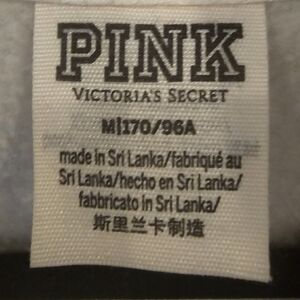 PINK
VICTORIA'S SECRET
M|170/96A
made in Sri Lanka/fabriqué au
Sri Lanka/hecho en Sri Lanka/
fabbricato in Sri Lanka/
斯里兰卡制造